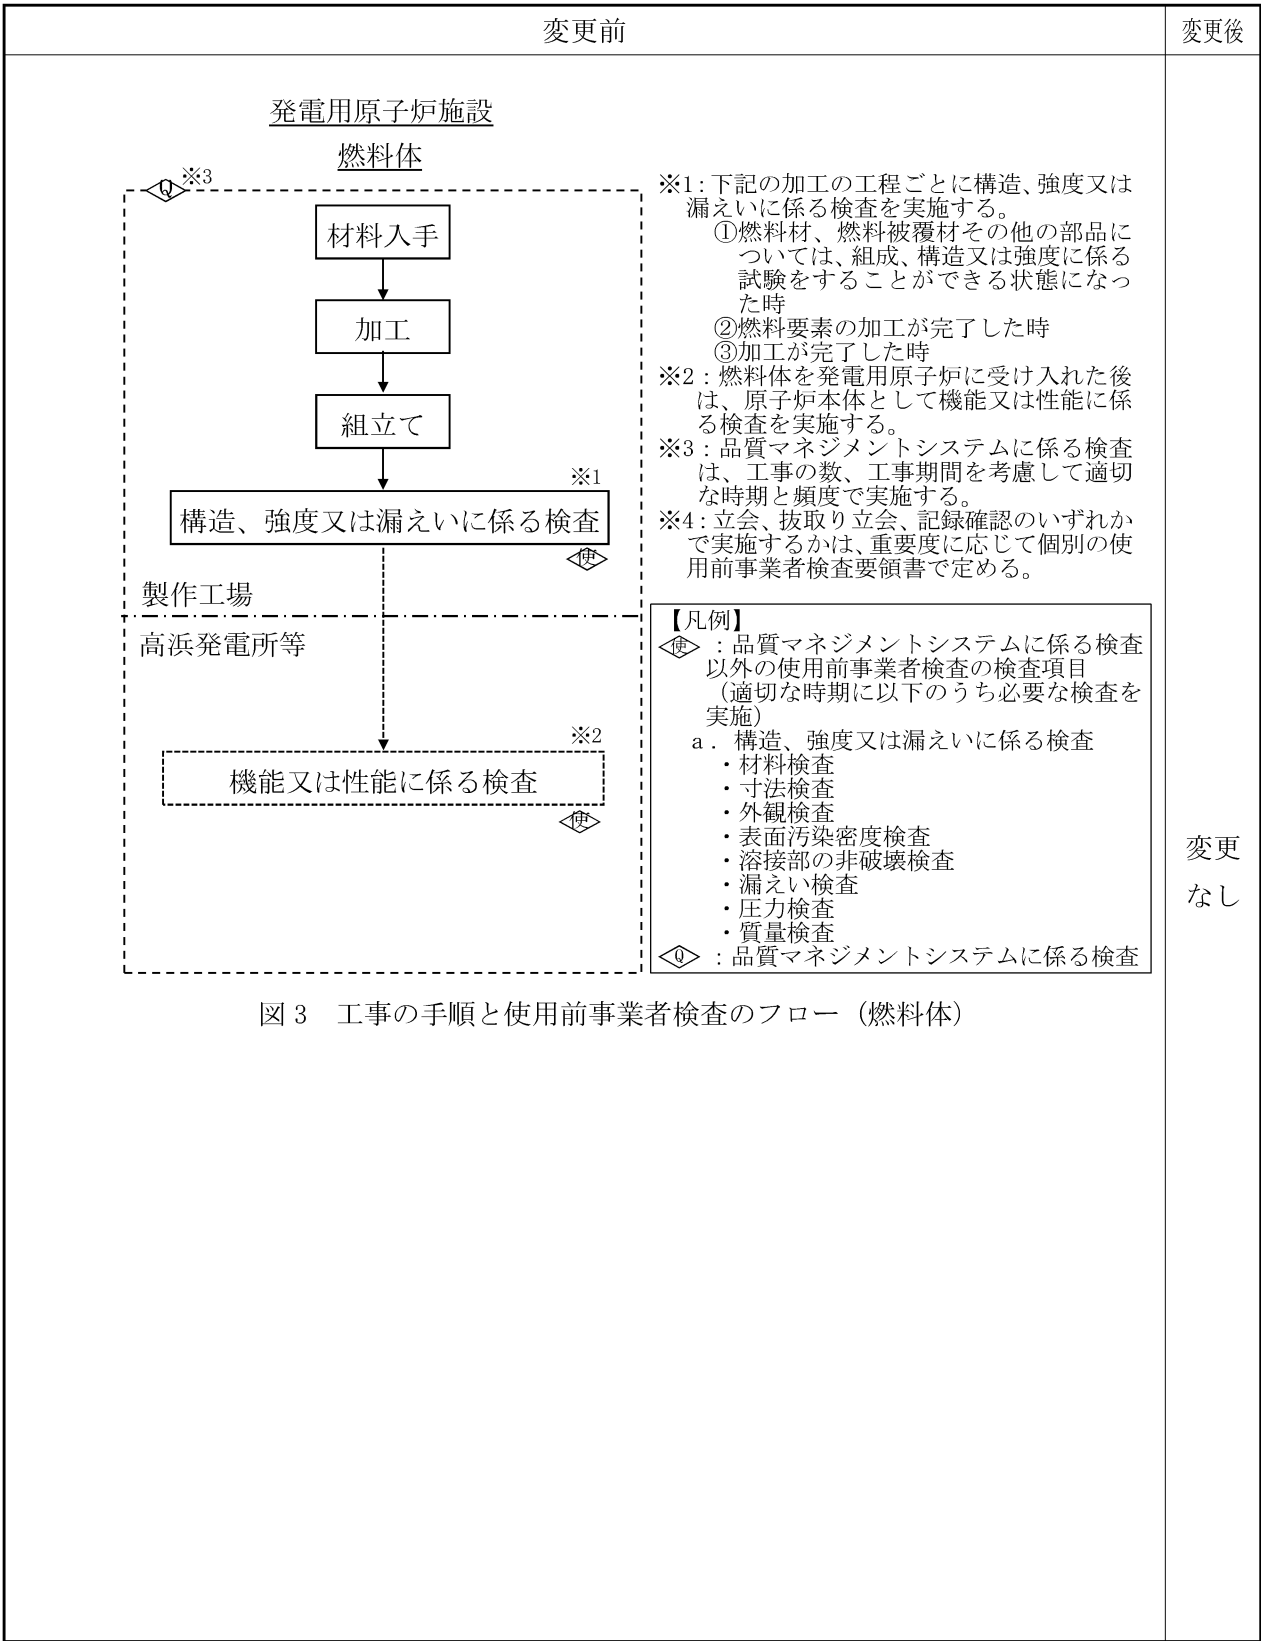 変更前
変更後
発電用原子炉施設
燃料体
Q
※3
材料入手
加工
組立て
※1
構造、強度又は漏えいに係る検査
使
製作工場
高浜発電所等
※2
機能又は性能に係る検査
使
※1：下記の加工の工程ごとに構造、強度又は
漏えいに係る検査を実施する。
①燃料材、燃料被覆材その他の部品に
ついては、組成、構造又は強度に係る
試験をすることができる状態になっ
た時
②燃料要素の加工が完了した時
③加工が完了した時
※2：燃料体を発電用原子炉に受け入れた後
は、原子炉本体として機能又は性能に係
る検査を実施する。
※3：品質マネジメントシステムに係る検査
は、工事の数、工事期間を考慮して適切
な時期と頻度で実施する。
※4：立会、抜取り立会、記録確認のいずれか
で実施するかは、重要度に応じて個別の使
用前事業者検査要領書で定める。
【凡例】
使：品質マネジメントシステムに係る検査
以外の使用前事業者検査の検査項目
（適切な時期に以下のうち必要な検査を
実施）
a．構造、強度又は漏えいに係る検査
・材料検査
・寸法検査
・外観検査
・表面汚染密度検査
・溶接部の非破壊検査
・漏えい検査
・圧力検査
・質量検査
Q：品質マネジメントシステムに係る検査
図3　工事の手順と使用前事業者検査のフロー（燃料体）
変更
なし